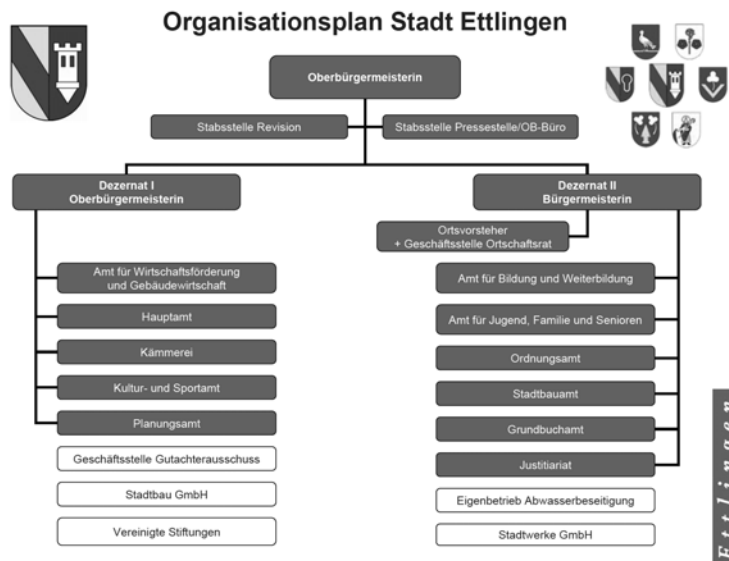 Organisationsplan Stadt Ettlingen
Oberbürgermeisterin
Stabsstelle Revision
Stabsstelle Pressestelle/OB-Büro
Dezernat I
Oberbürgermeisterin
Amt für Wirtschaftsförderung
und Gebäudewirtschaft
Hauptamt
Kämmerei
Kultur- und Sportamt
Planungsamt
Geschäftsstelle Gutachterausschuss
Stadtbau GmbH
Vereinigte Stiftungen
Dezernat II
Bürgermeisterin
Ortsvorsteher
+ Geschäftsstelle Ortschaftsrat
Amt für Bildung und Weiterbildung
Amt für Jugend, Familie und Senioren
Ordnungsamt
Stadtbauamt
Grundbuchamt
Justitiariat
Eigenbetrieb Abwasserbeseitigung
Stadtwerke GmbH
Ettlingen